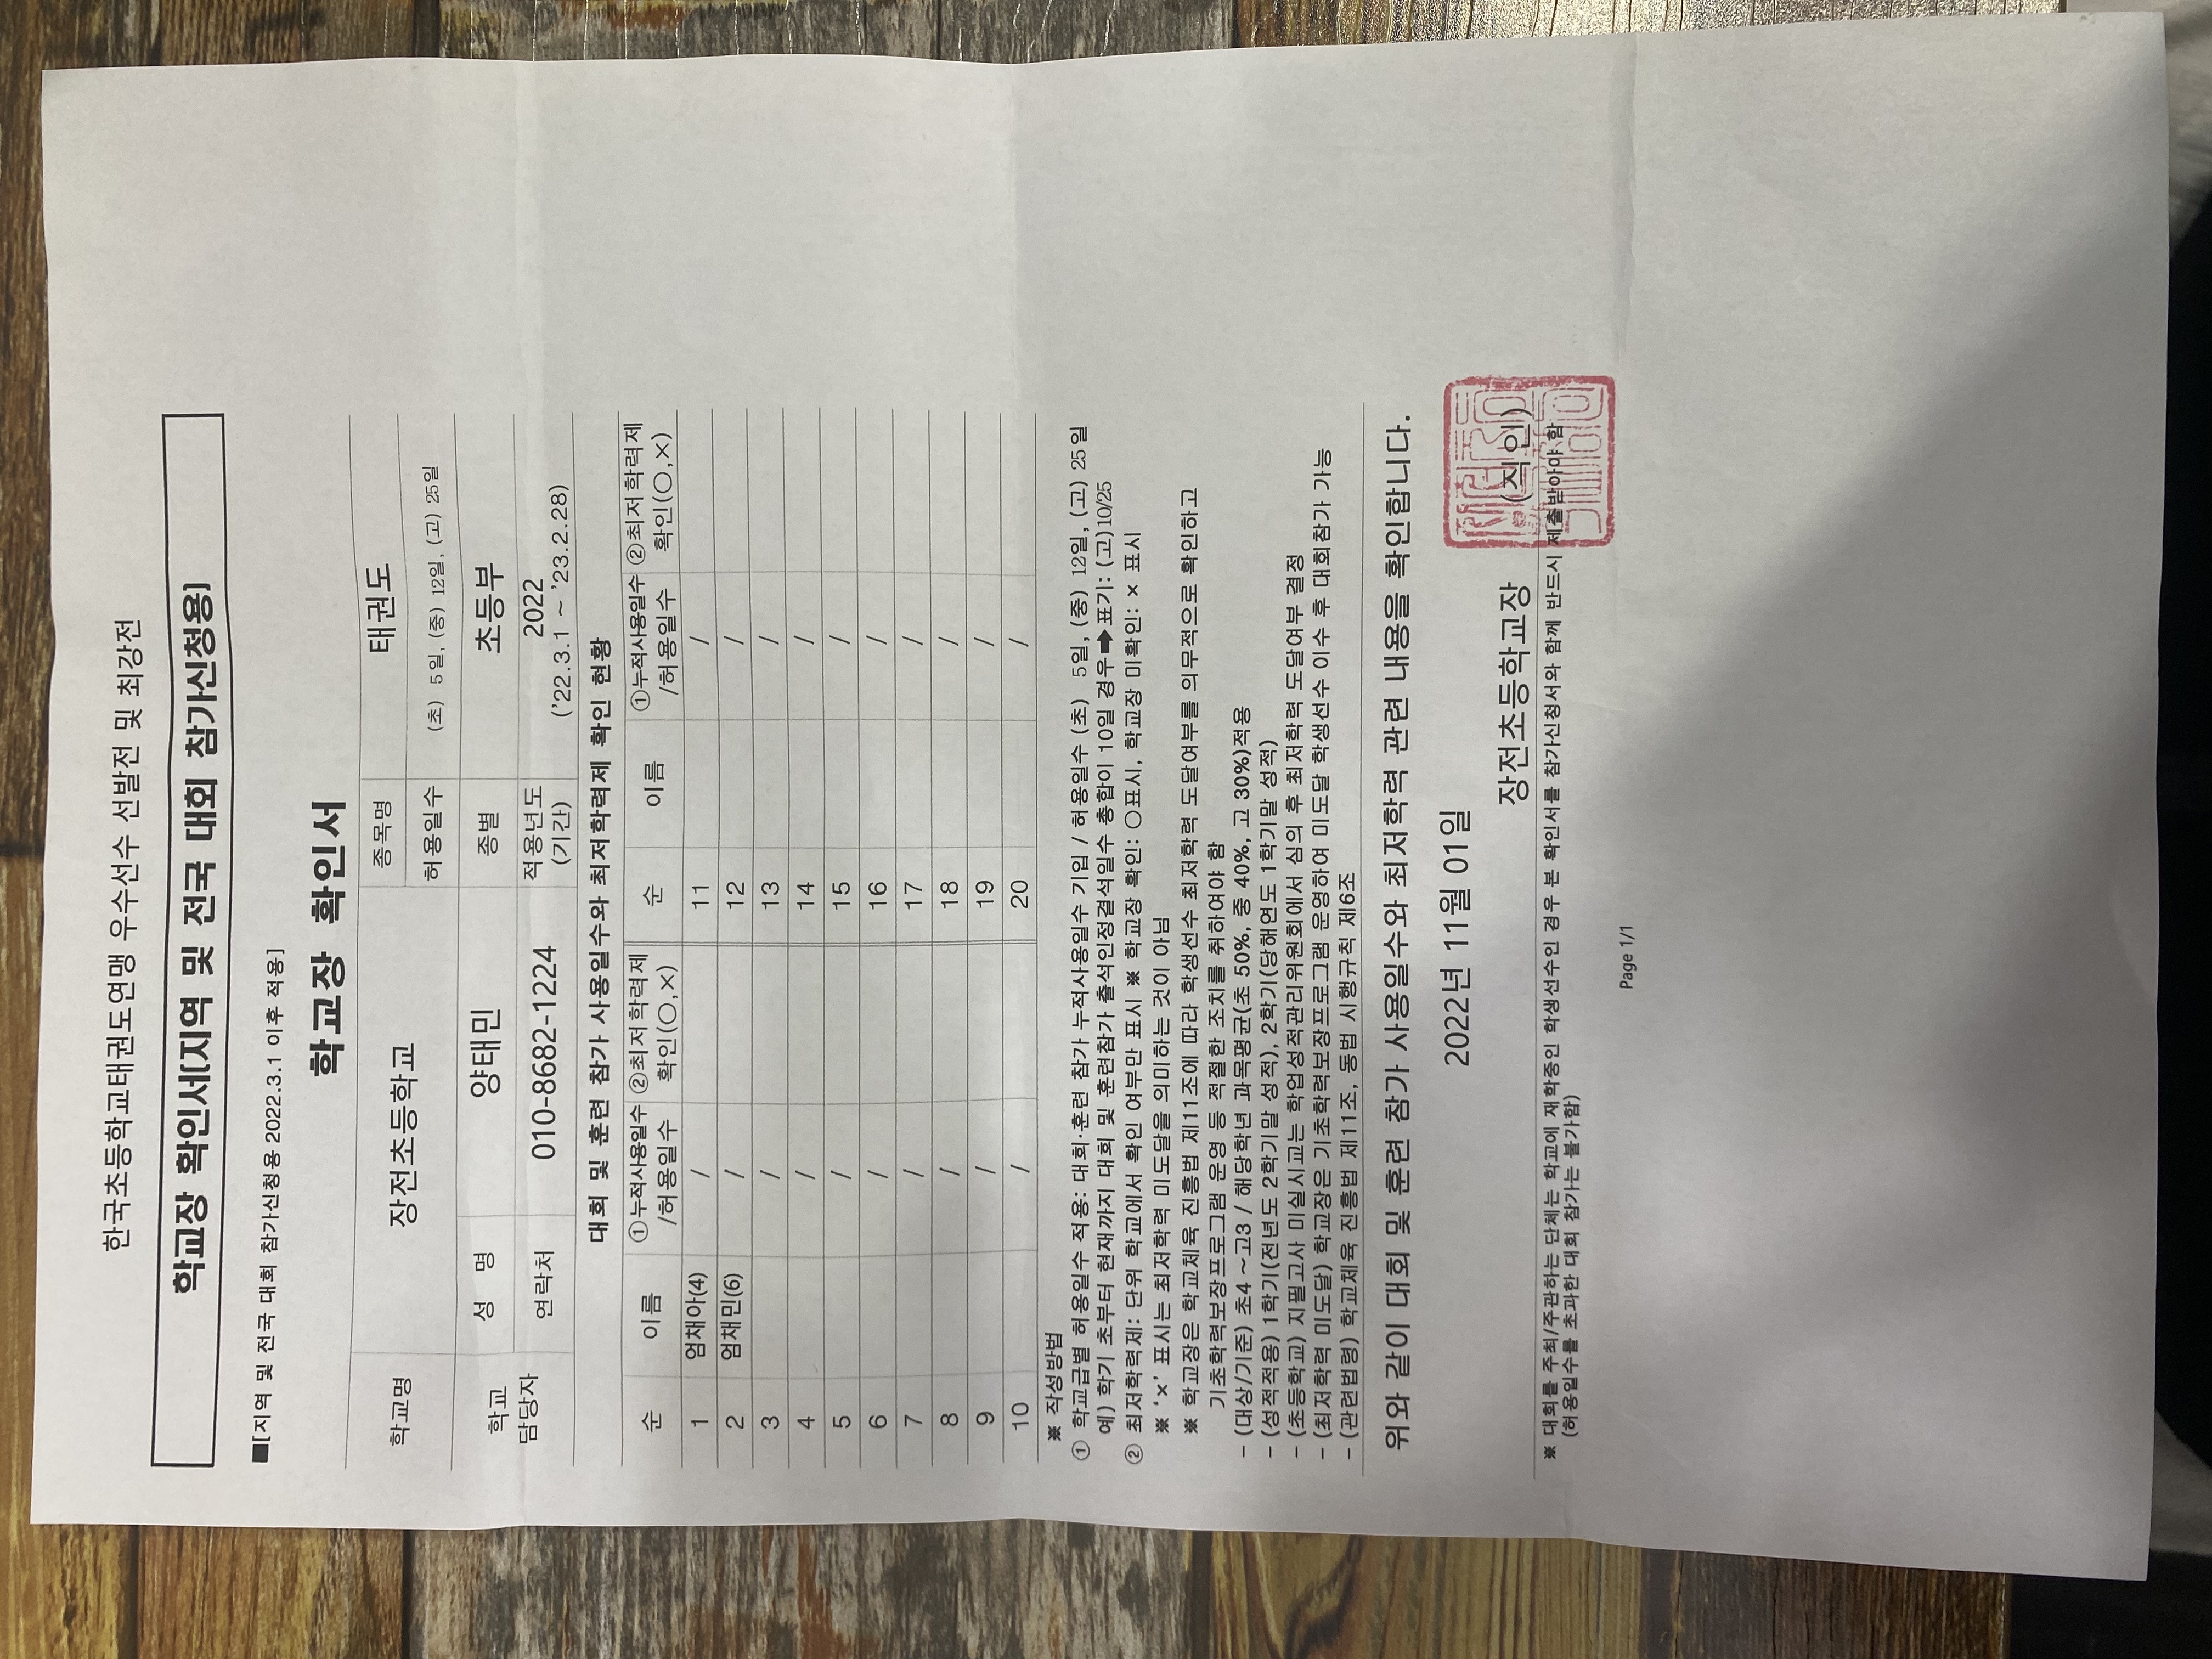 한국초등학교태권도연맹 우수선수 선발전 및 최강전
학교장 확인서[지역 및 전국 대회 참가신청용]
■[지역 및 전국 대회 참가신청용 2022.3.1 이후 적용]
학교장 확인서
학교명 장전초등학교 종목명 태권도
허용일수 (초) 5일, (중) 12일, (고) 25일
학교 담당자 성 명 양태민 종별 초등부
연락처 010-8682-1224 적용년도 (기간) 2022 ('22.3.1 ~ '23.2.28)
대회 및 훈련 참가 사용일수와 최저학력제 확인 현황
순 이름 ①누적사용일수 /허용일수 ②최저학력제 확인(○,×) 순 이름 ①누적사용일수 /허용일수 ②최저학력제 확인(○,×)
1 엄채아(4) / 11 /
2 엄채민(6) / 12 /
3 / 13 /
4 / 14 /
5 / 15 /
6 / 16 /
7 / 17 /
8 / 18 /
9 / 19 /
10 / 20 /
※ 작성방법
① 학교급별 허용일수 적용: 대회·훈련 참가 누적사용일수 기입 / 허용일수 (초) 5일, (중) 12일, (고) 25일
예) 학기 초부터 현재까지 대회 및 훈련참가 출석인정결석일수 총합이 10일 경우➡표기: (고)10/25
② 최저학력제: 단위 학교에서 확인 여부만 표시 ※ 학교장 확인: ○표시, 학교장 미확인: × 표시
※ '×' 표시는 최저학력 미도달을 의미하는 것이 아님
※ 학교장은 학교체육 진흥법 제11조에 따라 학생선수 최저학력 도달여부를 의무적으로 확인하고
기초학력보장프로그램 운영 등 적절한 조치를 취하여야 함
- (대상/기준) 초4～고3 / 해당학년 과목평균(초 50%, 중 40%, 고 30%)적용
- (성적적용) 1학기(전년도 2학기말 성적), 2학기(당해연도 1학기말 성적)
- (초등학교) 지필고사 미실시교는 학업성적관리위원회에서 심의 후 최저학력 도달여부 결정
- (최저학력 미도달) 학교장은 기초학력보장프로그램 운영하여 미도달 학생선수 이수 후 대회참가 가능
- (관련법령) 학교체육 진흥법 제11조, 동법 시행규칙 제6조
위와 같이 대회 및 훈련 참가 사용일수와 최저학력 관련 내용을 확인합니다.
2022년 11월 01일
장전초등학교장 (직인)
※ 대회를 주최/주관하는 단체는 학교에 재학중인 학생선수인 경우 본 확인서를 참가신청서와 함께 반드시 제출받아야 함
(허용일수를 초과한 대회 참가는 불가함)
Page 1/1